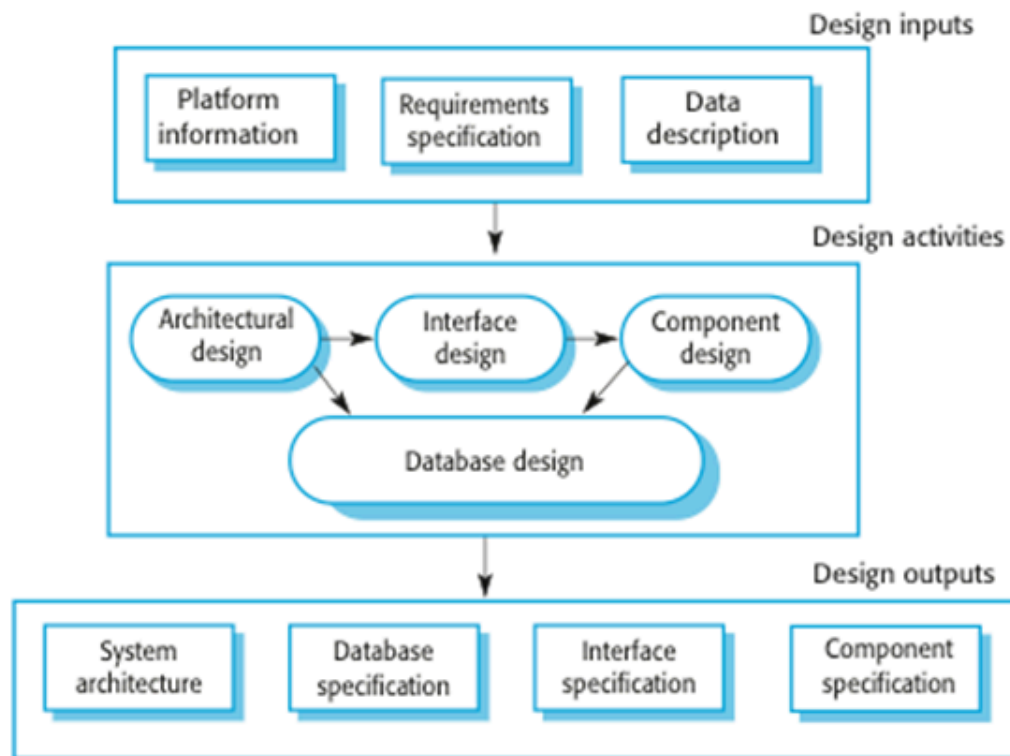 Design inputs
Platform
information
Requirements
specification
Data
description
Design activities
Architectural
design
Interface
design
Component
design
Database design
Design outputs
System
architecture
Database
specification
Interface
specification
Component
specification